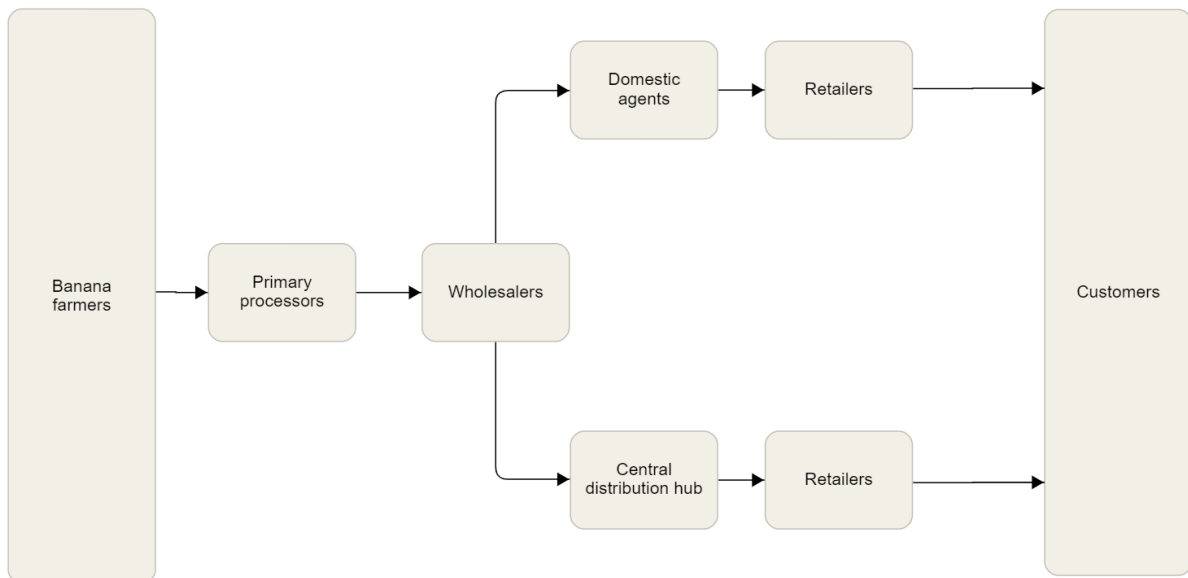 Banana
farmers
Primary
processors
Wholesalers
Domestic
agents
Retailers
Central
distribution hub
Retailers
Customers